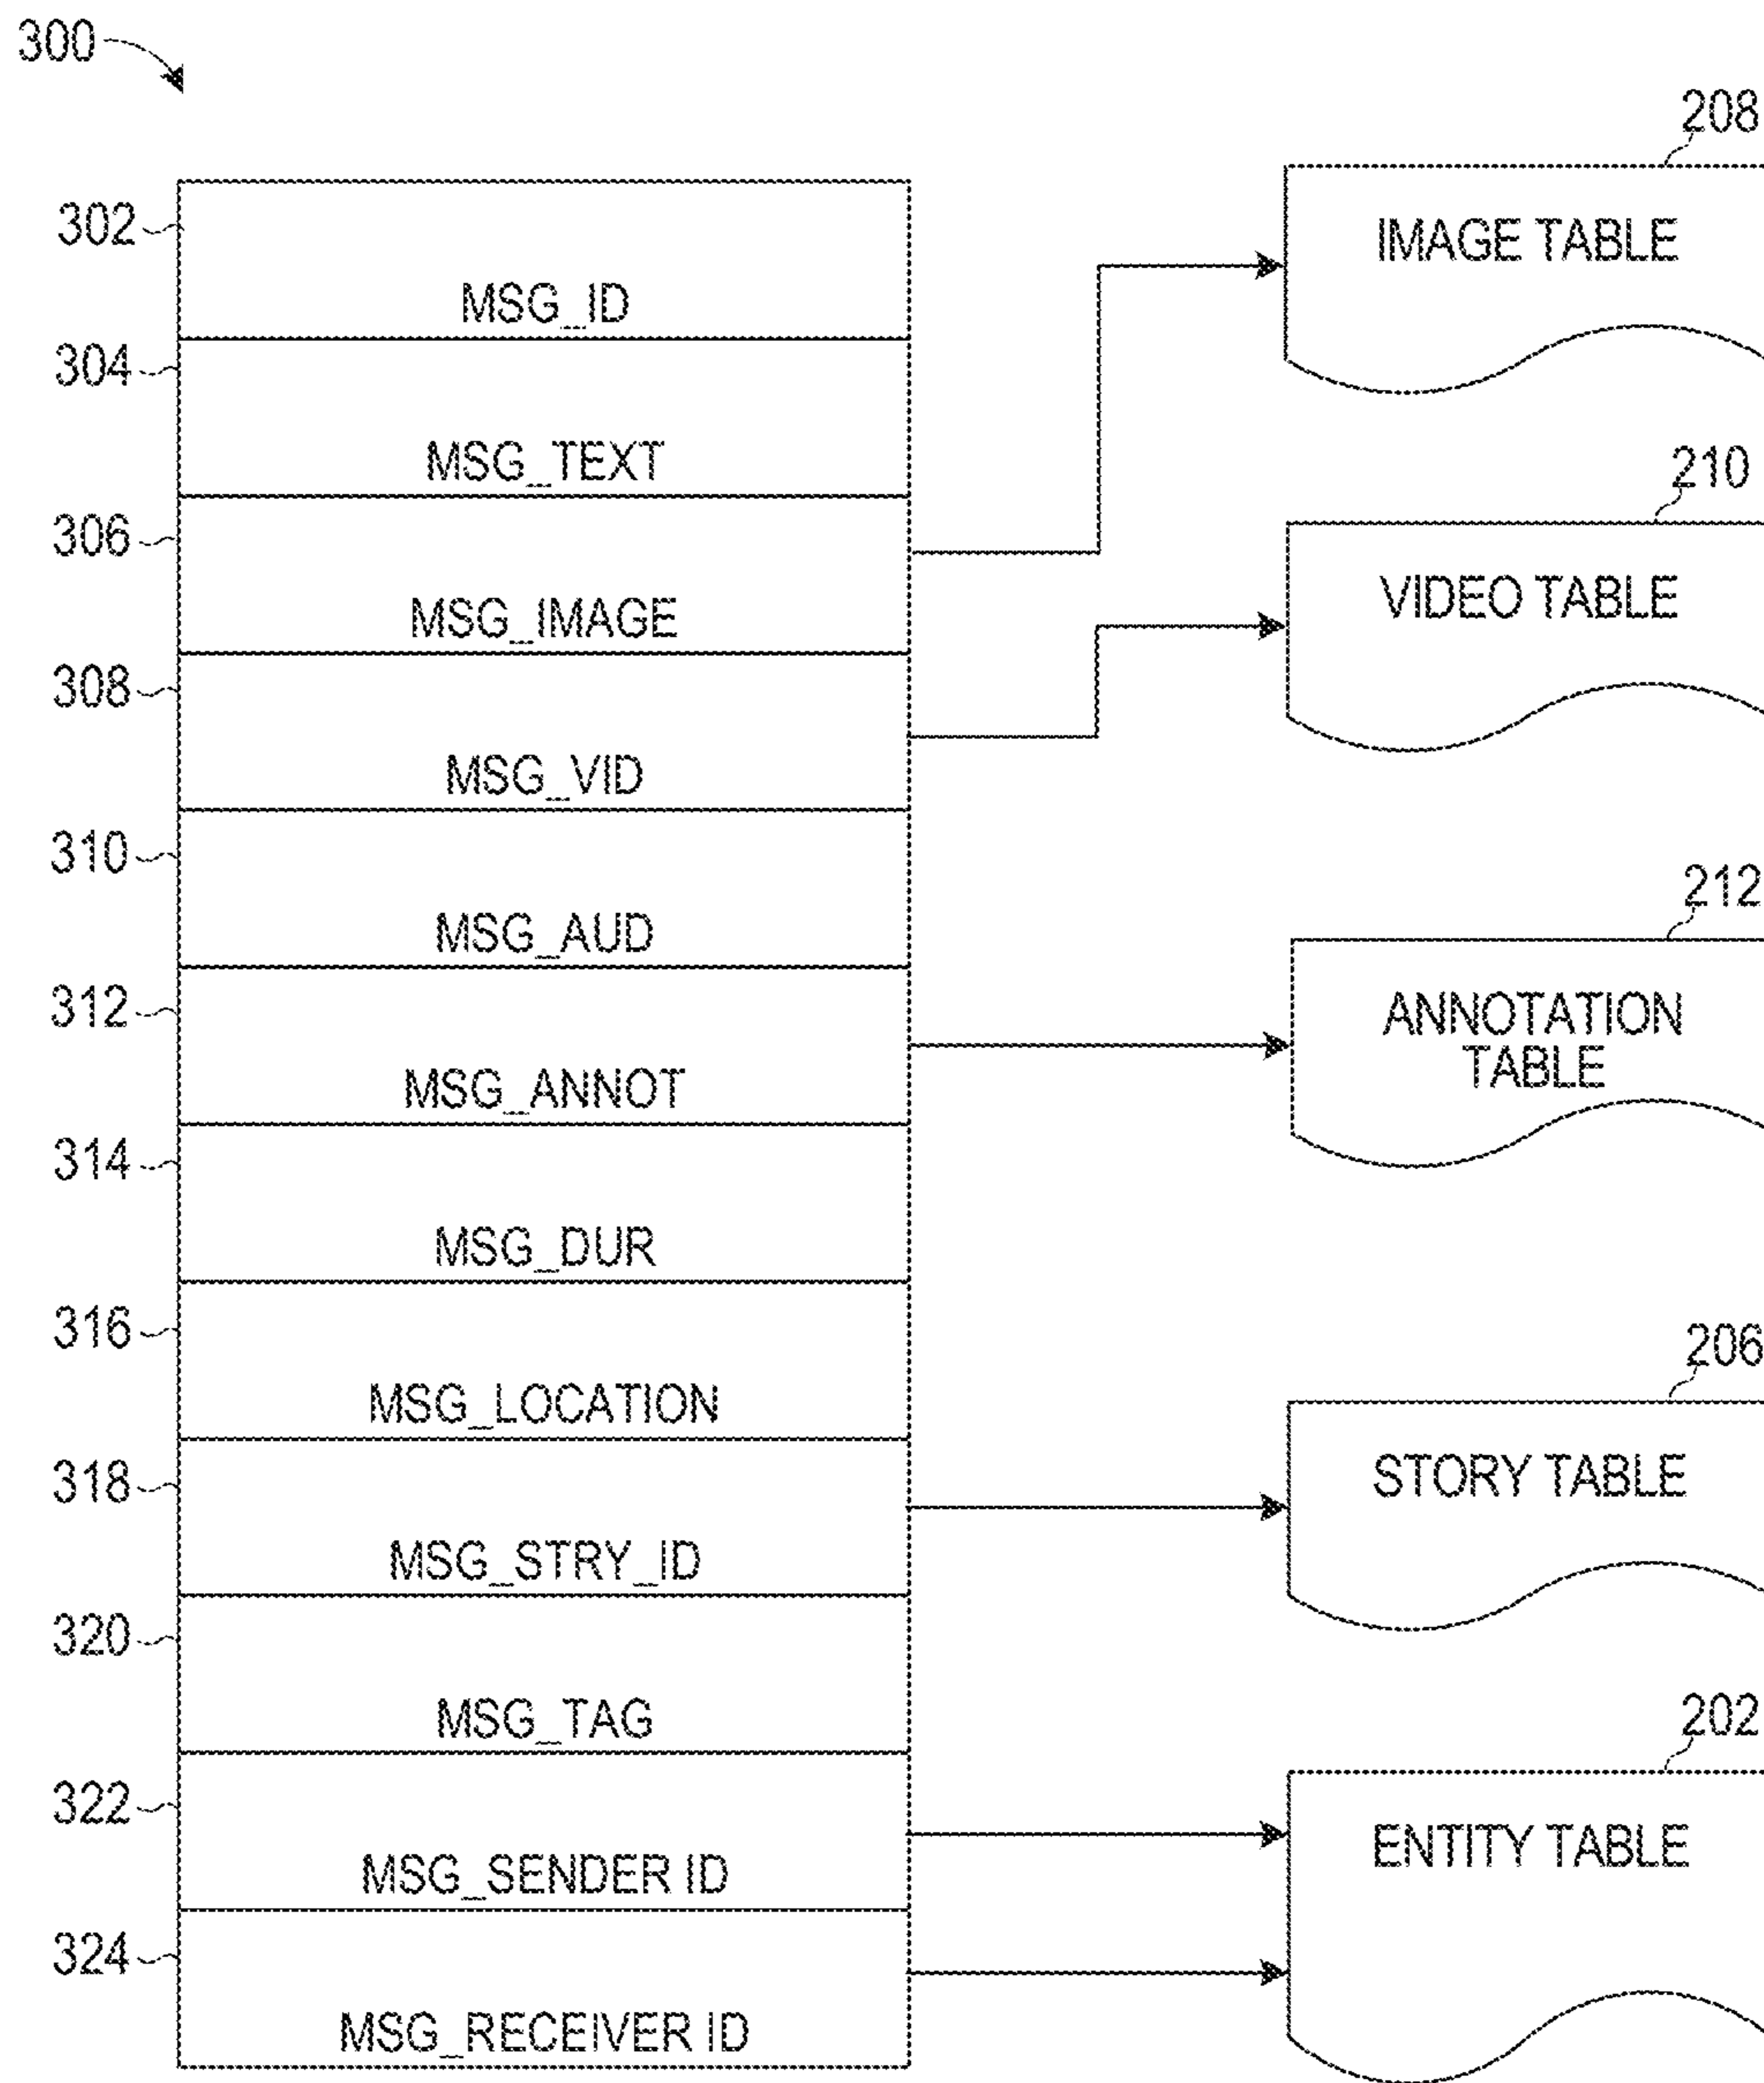 300
302
MSG_ID
304
MSG_TEXT
306
MSG_IMAGE
308
MSG_VID
310
MSG_AUD
312
MSG_ANNOT
314
MSG_DUR
316
MSG_LOCATION
318
MSG_STRY_ID
320
MSG_TAG
322
MSG_SENDER ID
324
MSG_RECEIVER ID
208
IMAGE TABLE
210
VIDEO TABLE
212
ANNOTATION
TABLE
206
STORY TABLE
202
ENTITY TABLE